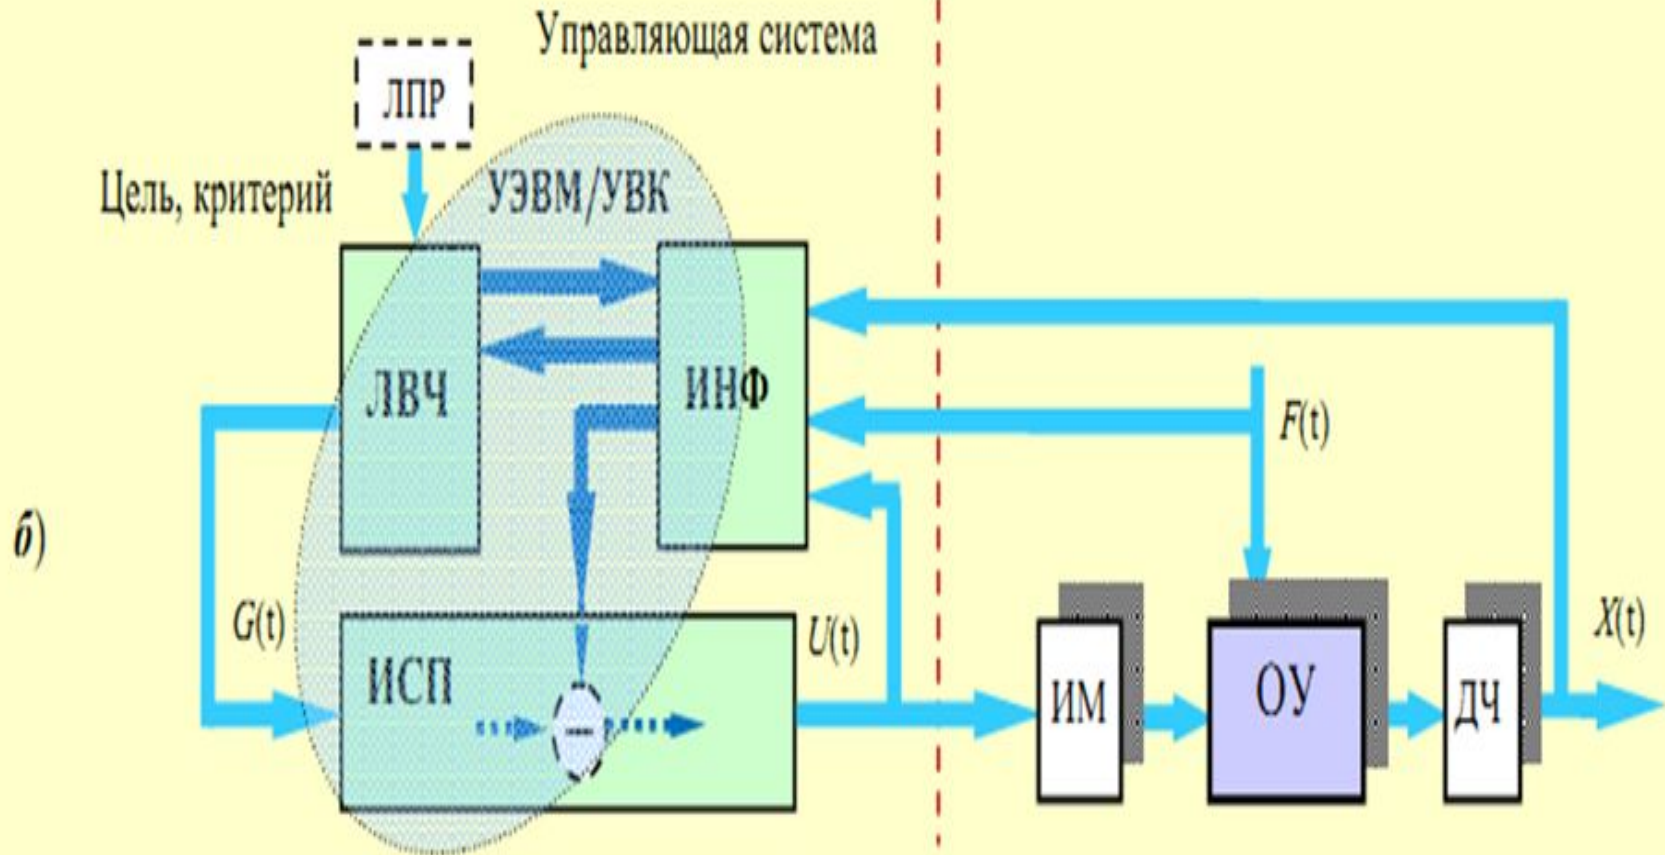 Управляющая система
ЛПР
Цель, критерий
УЭВМ/УВК
ЛВЧ
ИНФ
F(t)
б)
G(t)
ИСП
U(t)
ИМ
ОУ
ДЧ
X(t)